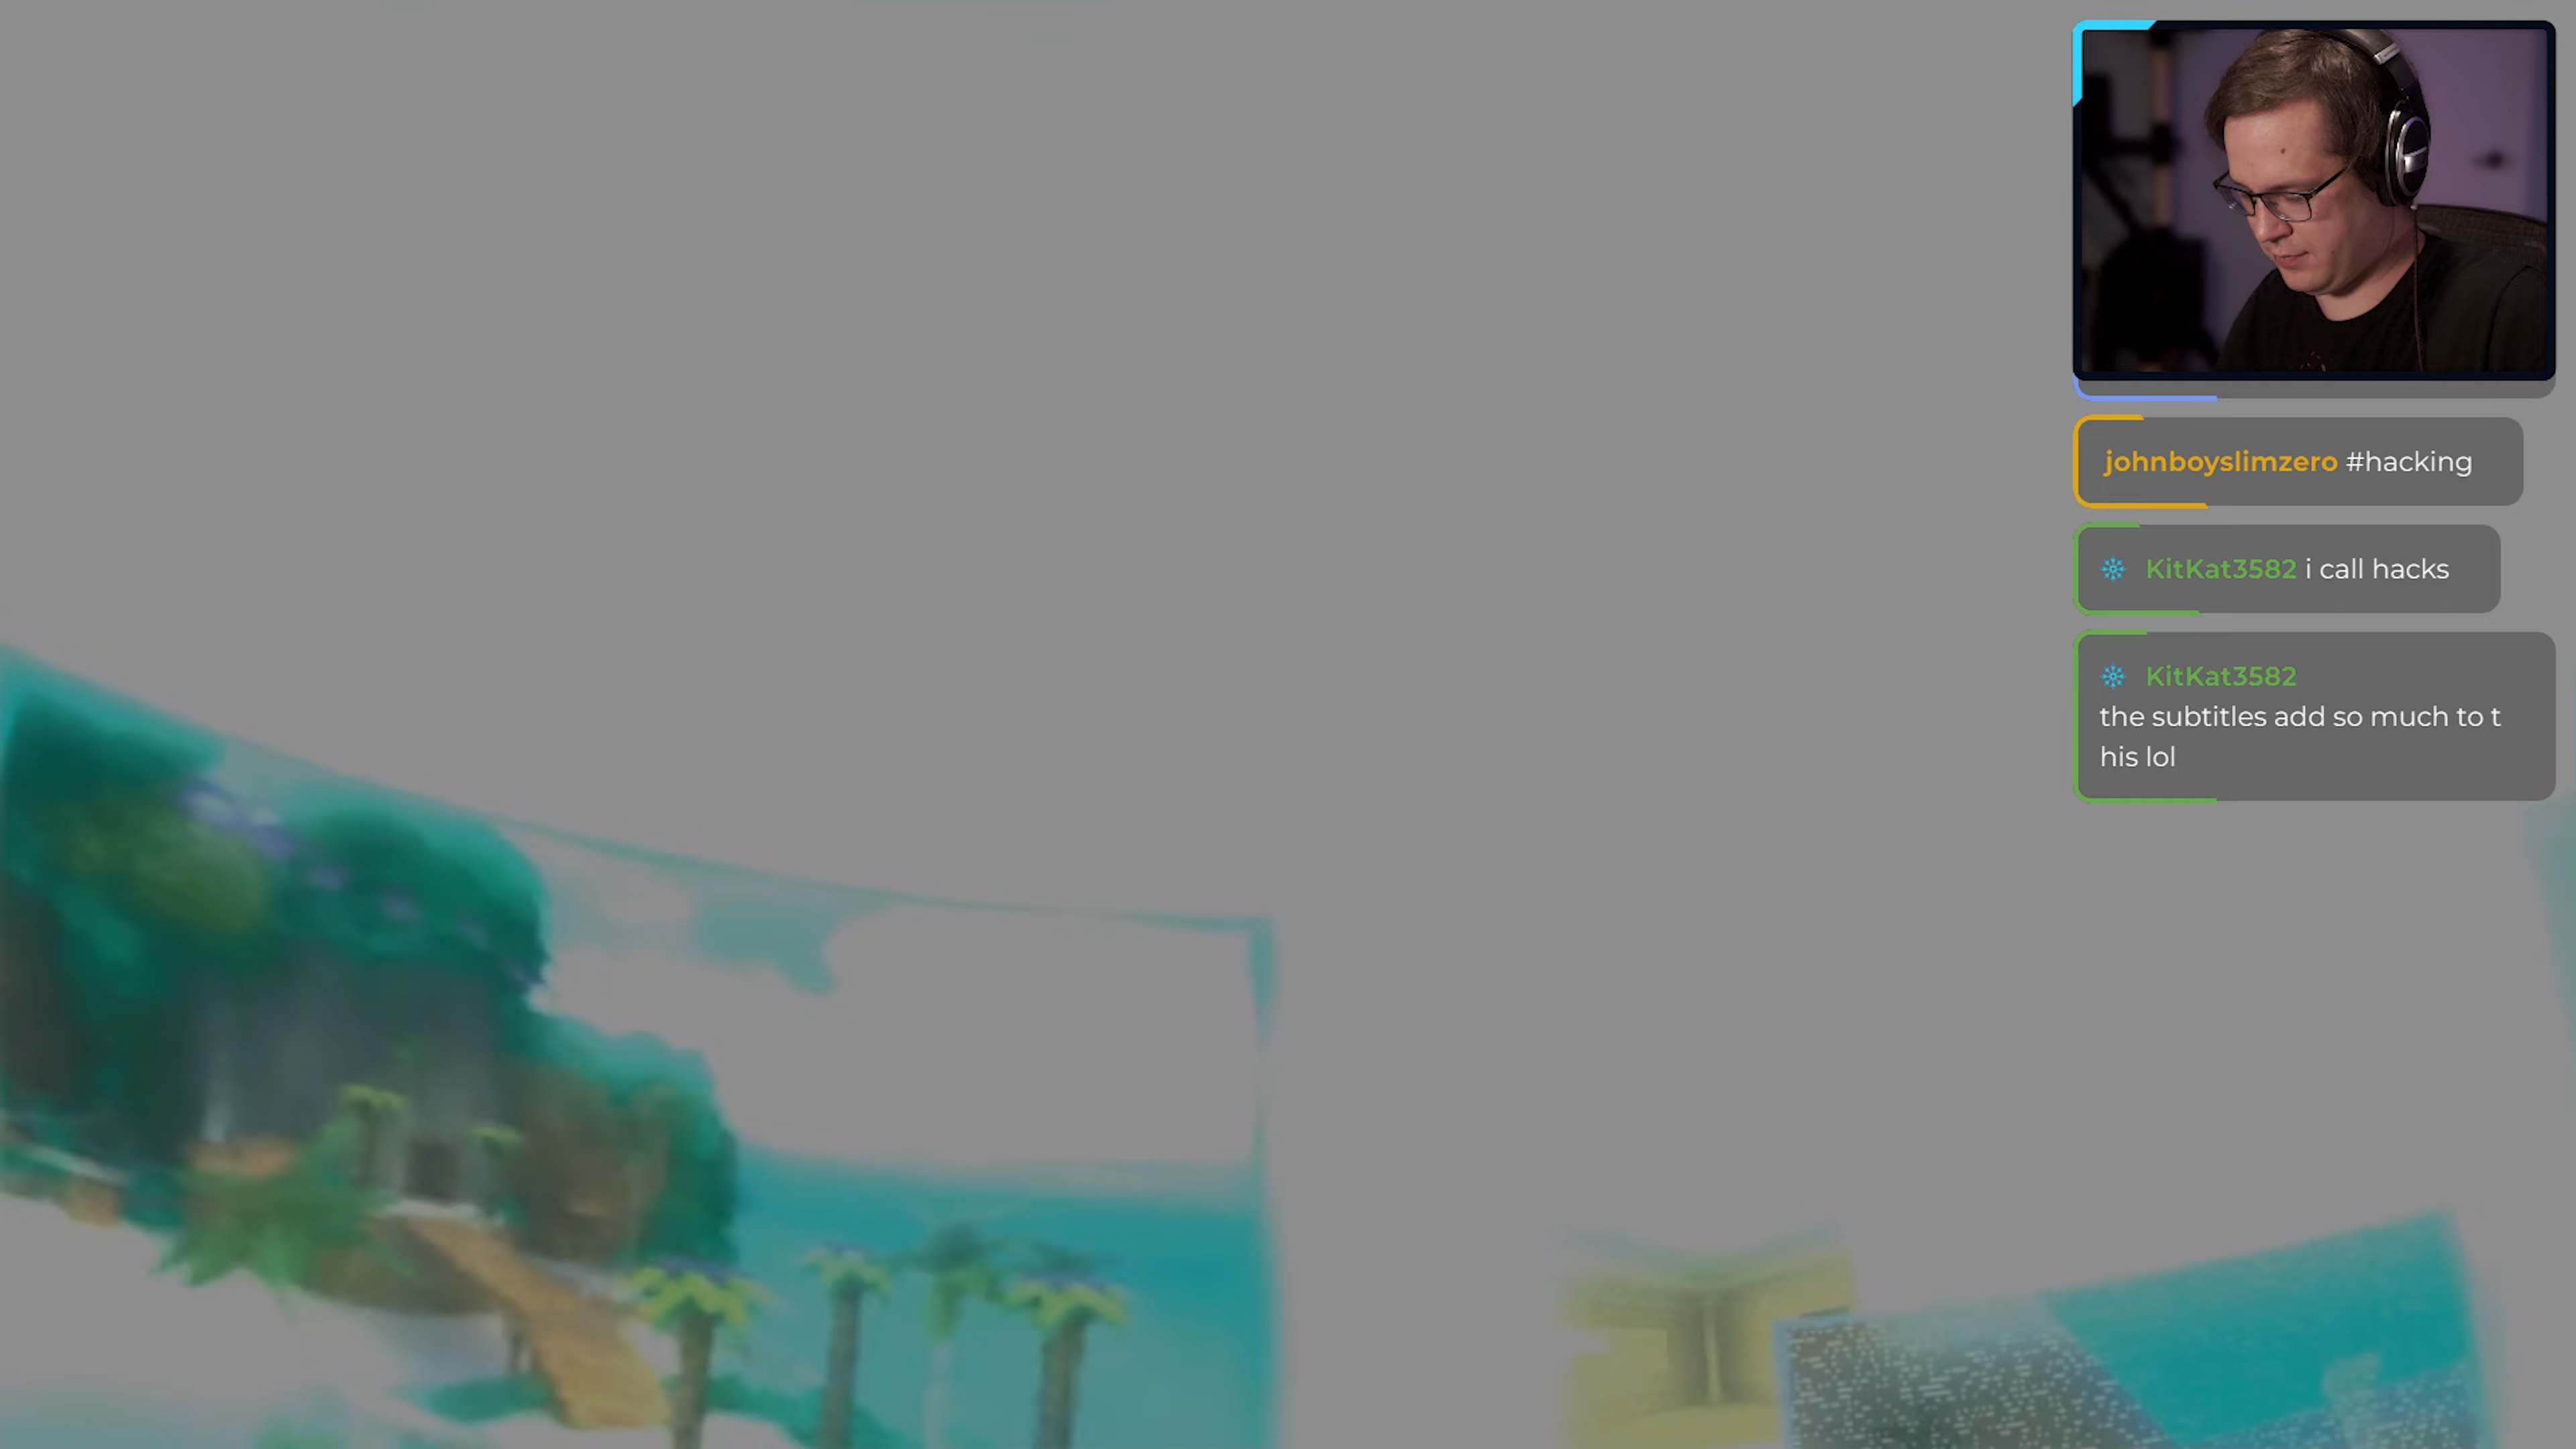 johnboyslimzero #hacking
KitKat3582 i call hacks
KitKat3582
the subtitles add so much to t
his lol